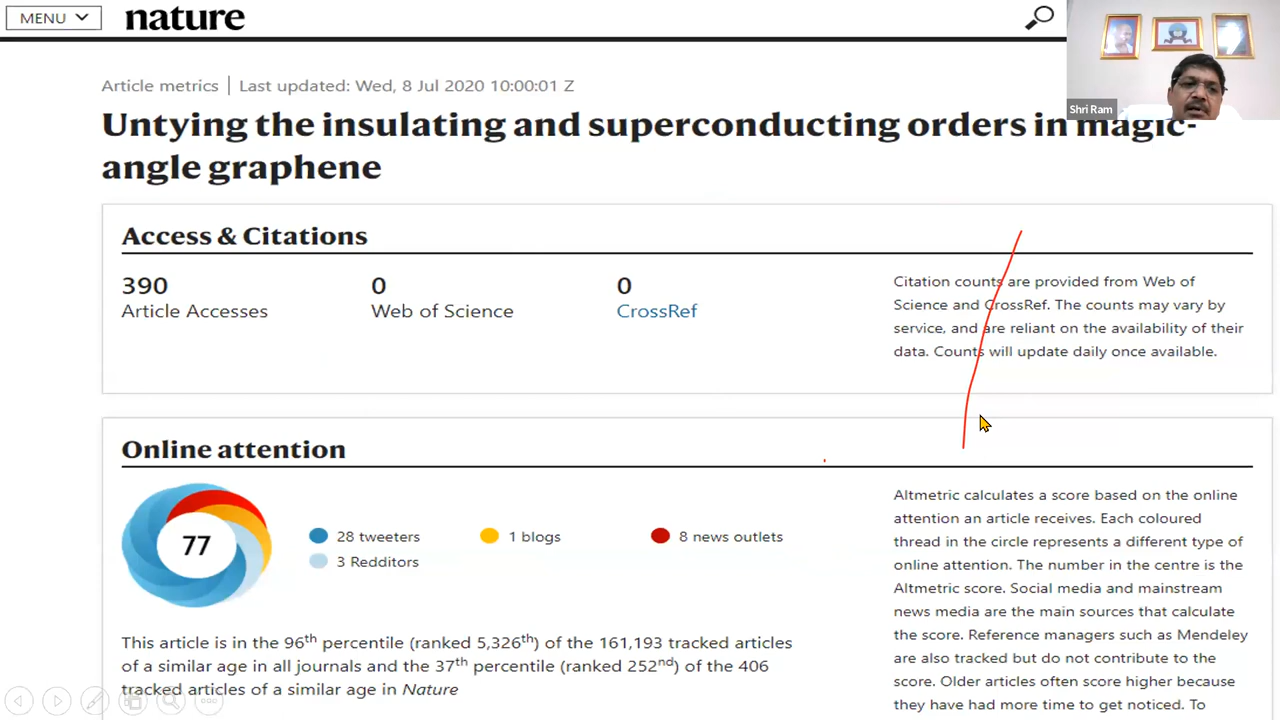 MENU
nature
Shri Ram
Article metrics | Last updated: Wed, 8 Jul 2020 10:00:01 Z
Untying the insulating and superconducting orders in magic-
angle graphene
Access & Citations
390
Article Accesses
0
Web of Science
0
CrossRef
Citation counts are provided from Web of
Science and CrossRef. The counts may vary by
service, and are reliant on the availability of their
data. Counts will update daily once available.
Online attention
77
28 tweeters
1 blogs
8 news outlets
3 Redditors
This article is in the 96th percentile (ranked 5,326th) of the 161,193 tracked articles
of a similar age in all journals and the 37th percentile (ranked 252nd) of the 406
tracked articles of a similar age in Nature
Altmetric calculates a score based on the online
attention an article receives. Each coloured
thread in the circle represents a different type of
online attention. The number in the centre is the
Altmetric score. Social media and mainstream
news media are the main sources that calculate
the score. Reference managers such as Mendeley
are also tracked but do not contribute to the
score. Older articles often score higher because
they have had more time to get noticed. To